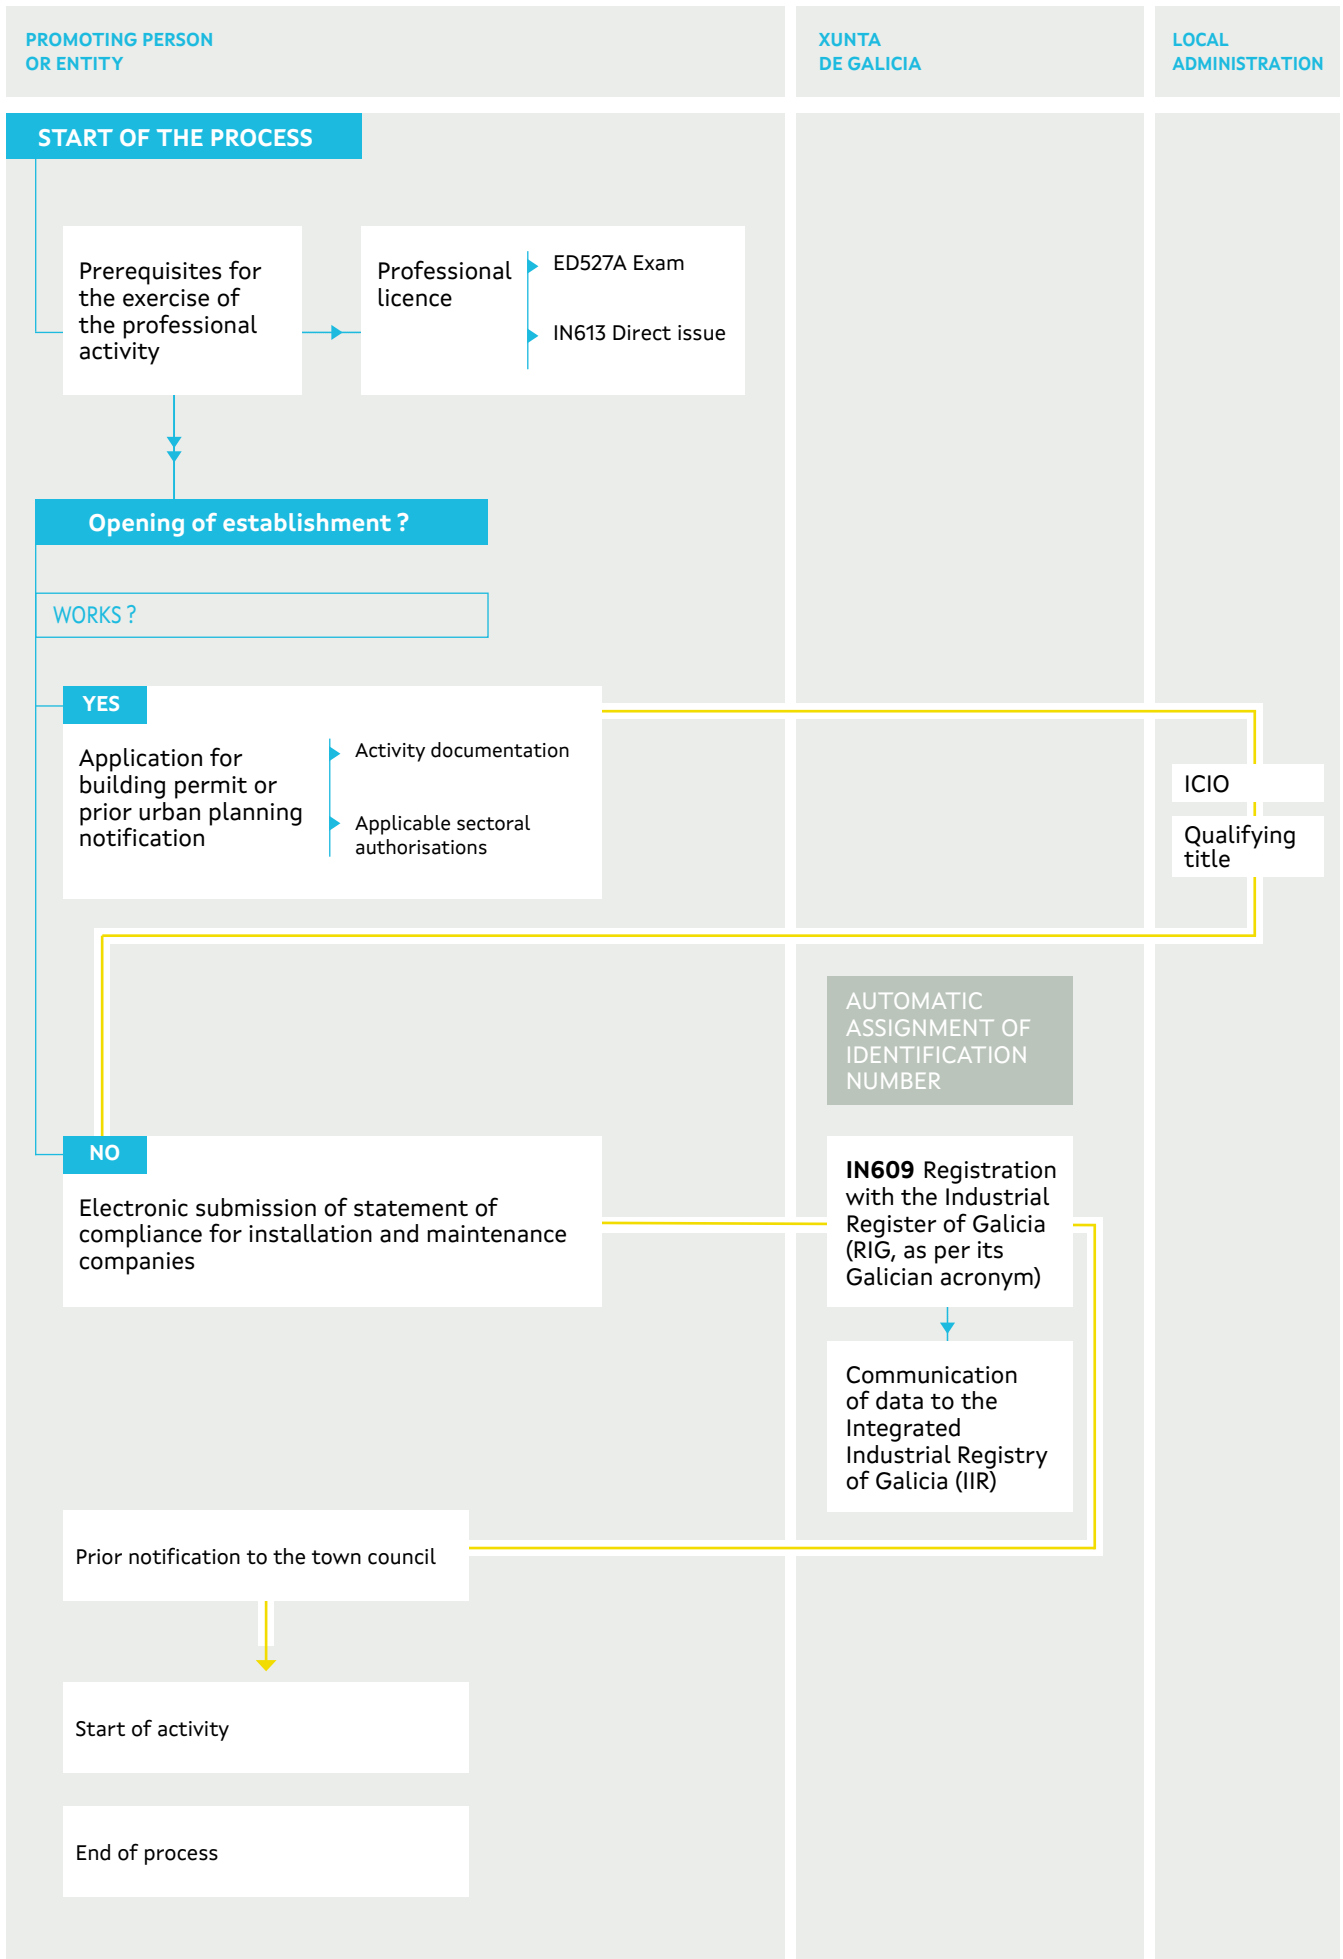 PROMOTING PERSON
OR ENTITY
XUNTA
DE GALICIA
LOCAL
ADMINISTRATION
START OF THE PROCESS
Prerequisites for
the exercise of
the professional
activity
Professional
licence
ED527A Exam
IN613 Direct issue
Opening of establishment ?
WORKS ?
YES
Application for
building permit or
prior urban planning
notification
Activity documentation
Applicable sectoral
authorisations
ICIO
Qualifying
title
AUTOMATIC
ASSIGNMENT OF
IDENTIFICATION
NUMBER
NO
Electronic submission of statement of
compliance for installation and maintenance
companies
IN609 Registration
with the Industrial
Register of Galicia
(RIG, as per its
Galician acronym)
Communication
of data to the
Integrated
Industrial Registry
of Galicia (IIR)
Prior notification to the town council
Start of activity
End of process